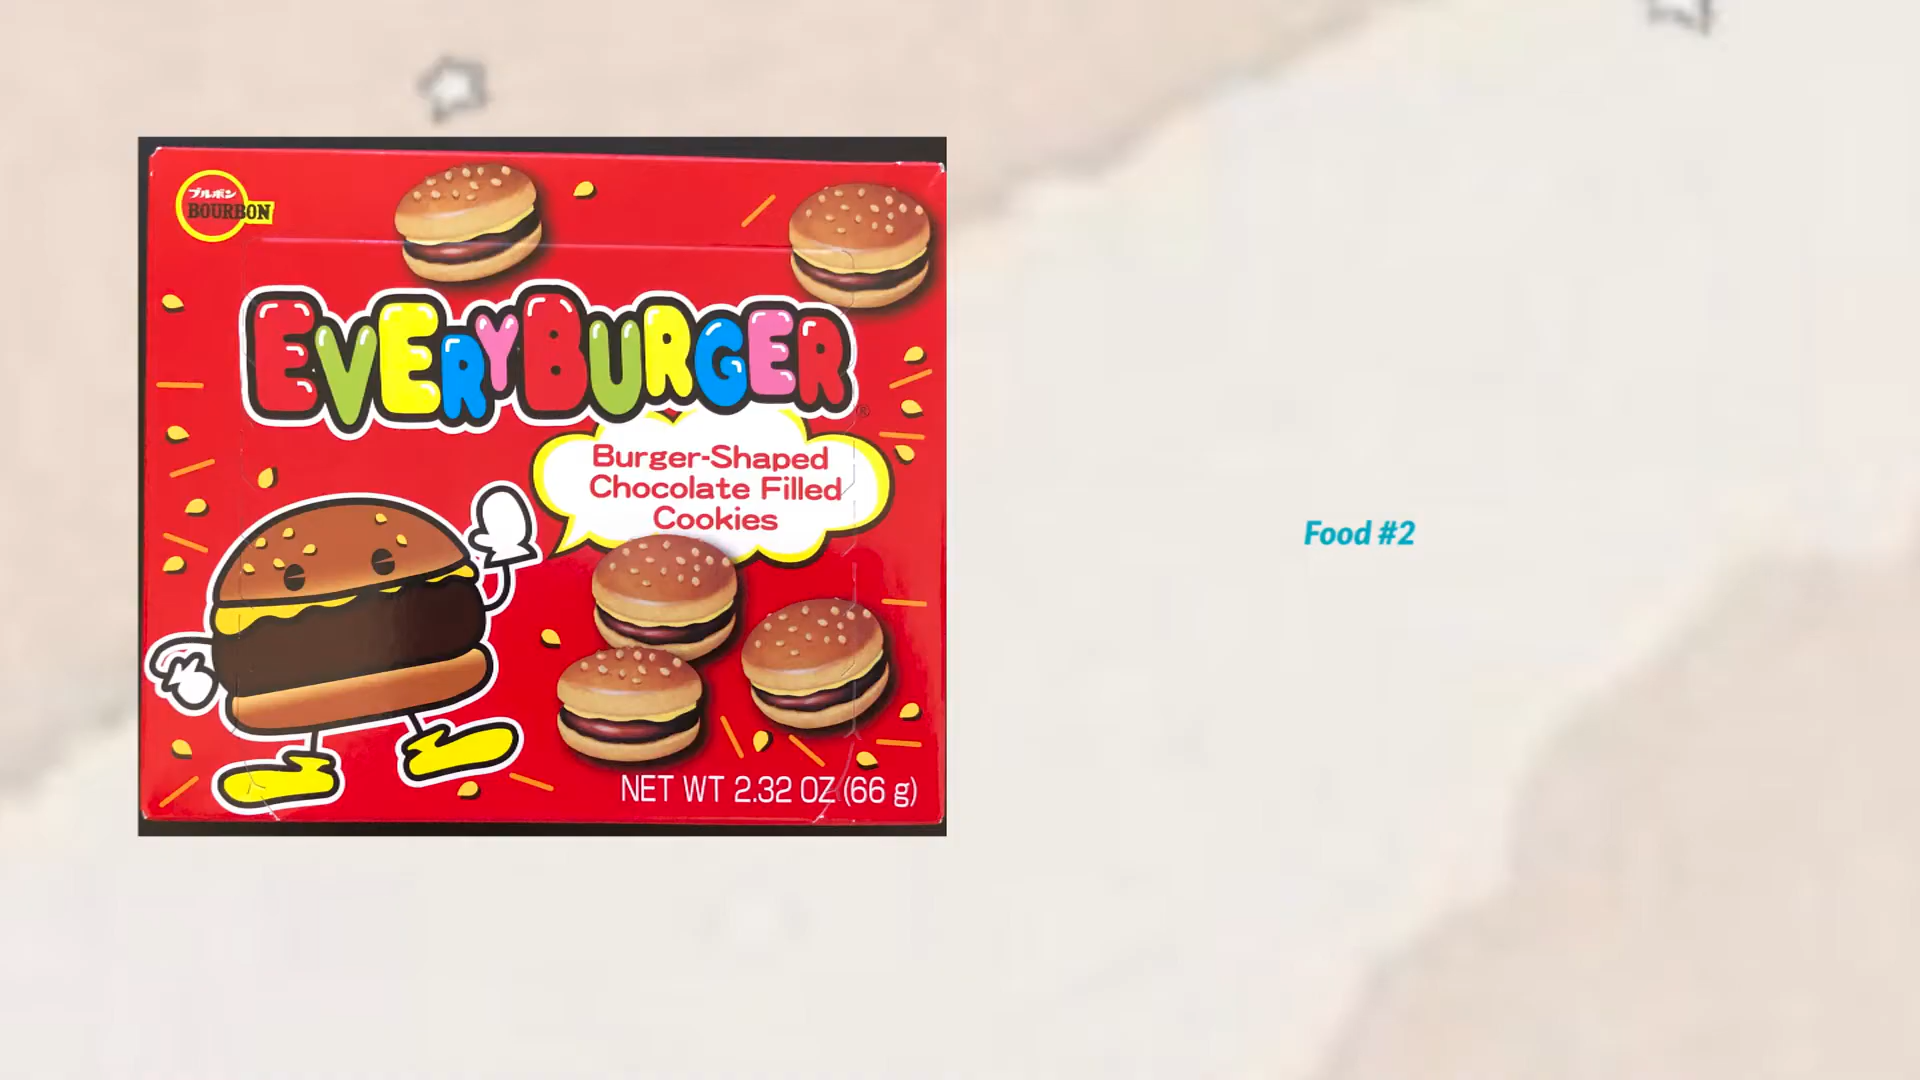 ブルボン
BOURBON
EVERYBURGER
®
Burger-Shaped
Chocolate Filled
Cookies
NET WT 2.32 OZ (66 g)
Food #2